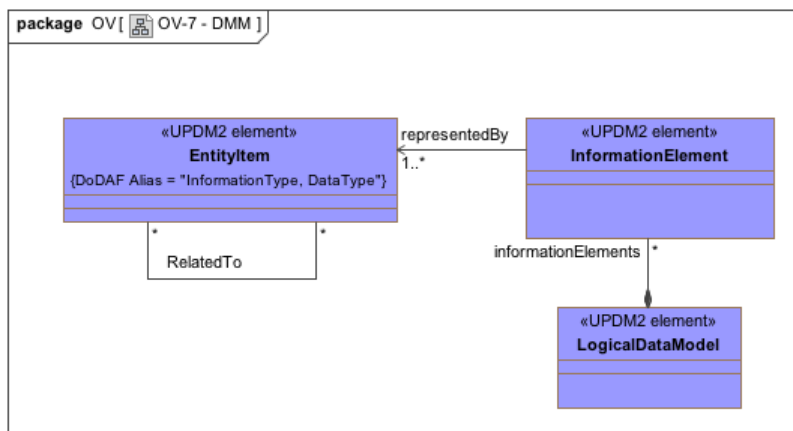 package OV[ OV-7 - DMM ]
«UPDM2 element»
EntityItem
{DoDAF Alias = "InformationType, DataType"}
representedBy
1..*
«UPDM2 element»
InformationElement
* *
RelatedTo
informationElements *
«UPDM2 element»
LogicalDataModel